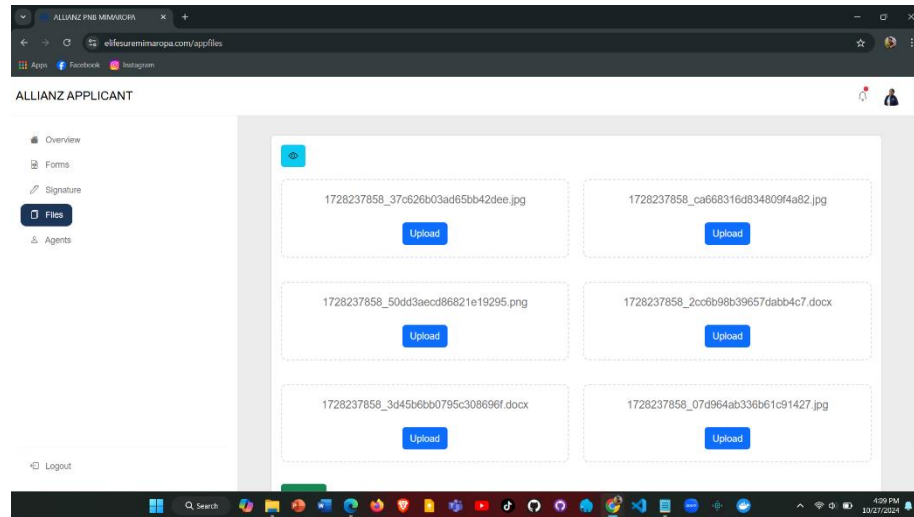 ALLIANZ PNB MIMAROPA
elifesuremimaropa.com/appfiles
Apps Facebook Instagram
ALLIANZ APPLICANT
Overview
Forms
Signature
Files
Agents
Logout
1728237858_37c626b03ad65bb42dee.jpg
Upload
1728237858_ca668316d834809f4a82.jpg
Upload
1728237858_50dd3aecd86821e19295.png
Upload
1728237858_2cc6b98b39657dabb4c7.docx
Upload
1728237858_3d45b6bb0795c308696f.docx
Upload
1728237858_07d964ab336b61c91427.jpg
Upload
Search
4:39 PM
10/27/2024